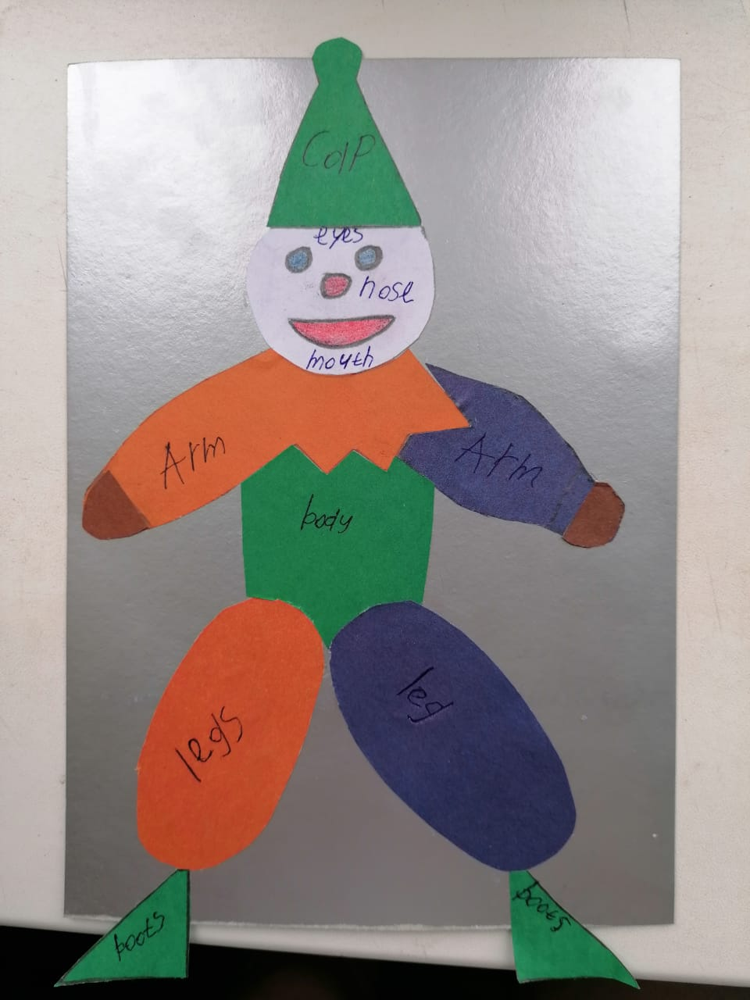 Cap
eyes
nose
mouth
Arm
Arm
body
legs
leg
boots
boots